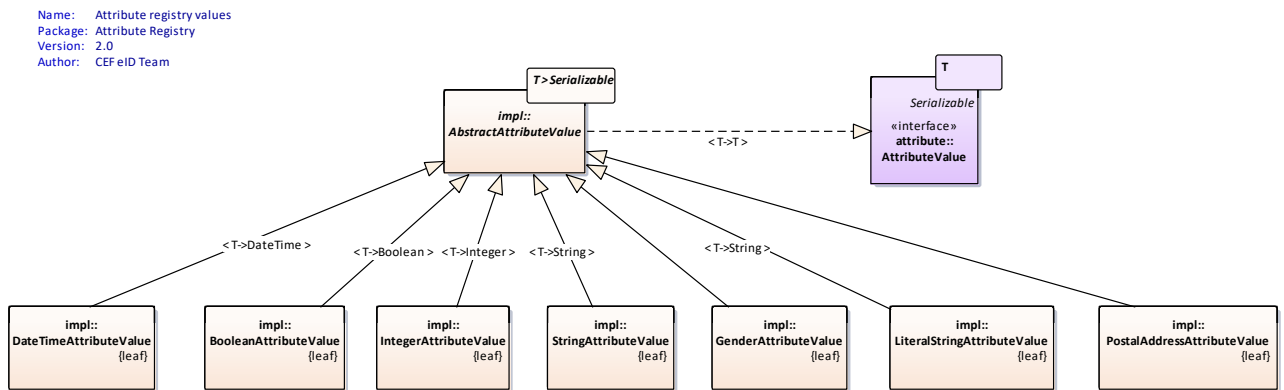 Name: Attribute registry values
Package: Attribute Registry
Version: 2.0
Author: CEF eID Team
T>Serializable
impl::
AbstractAttributeValue
T
Serializable
«interface»
attribute::
AttributeValue
<T->T>
<T->DateTime>
<T->Boolean>
<T->Integer>
<T->String>
<T->String>
impl::
DateTimeAttributeValue
{leaf}
impl::
BooleanAttributeValue
{leaf}
impl::
IntegerAttributeValue
{leaf}
impl::
StringAttributeValue
{leaf}
impl::
GenderAttributeValue
{leaf}
impl::
LiteralStringAttributeValue
{leaf}
impl::
PostalAddressAttributeValue
{leaf}